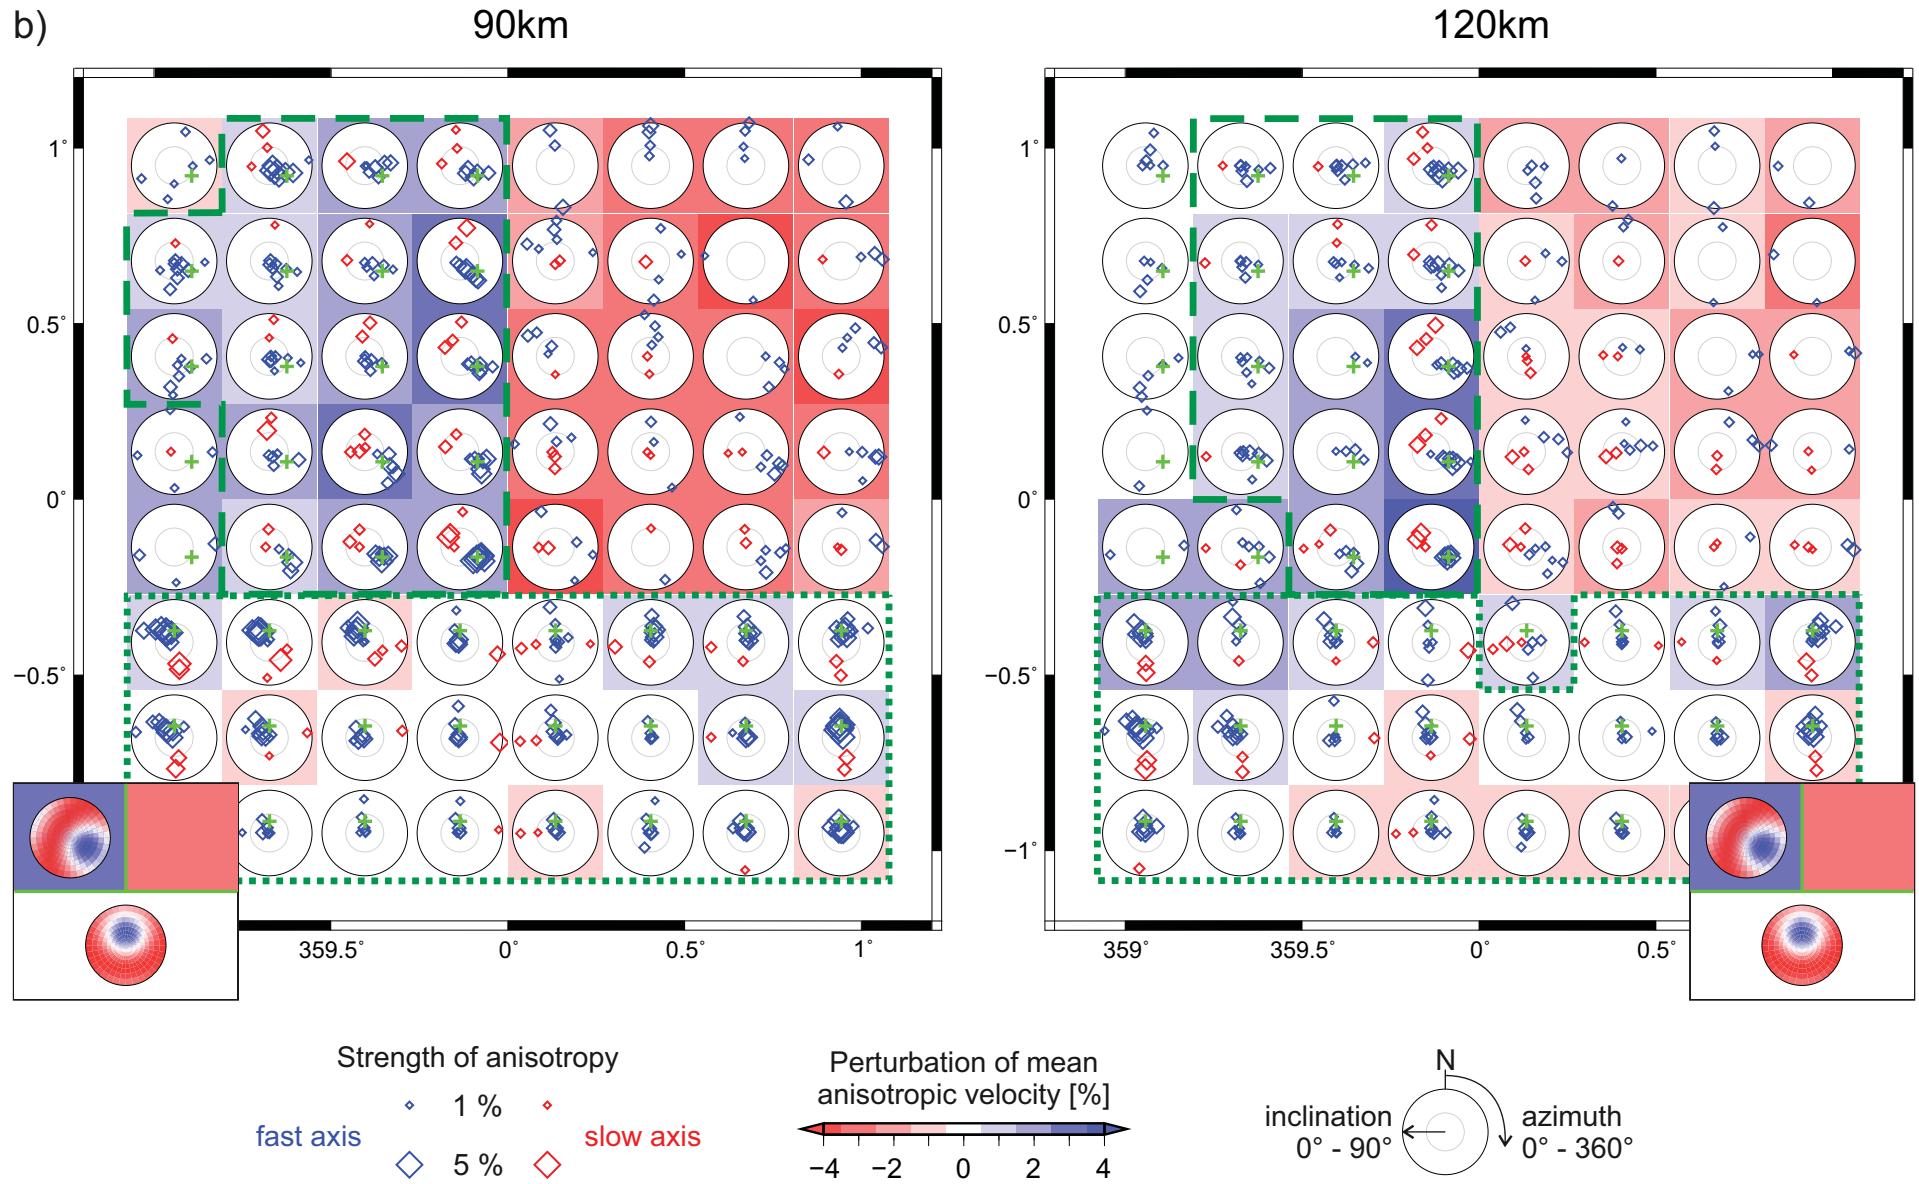 b)
90km
120km
1°
0.5°
0°
−0.5°
359.5°
0°
0.5°
1°
1°
0.5°
0°
−0.5°
−1°
359°
359.5°
0°
0.5°
Strength of anisotropy
1 %
fast axis
slow axis
5 %
Perturbation of mean
anisotropic velocity [%]
−4
−2
0
2
4
N
inclination
0° - 90°
azimuth
0° - 360°